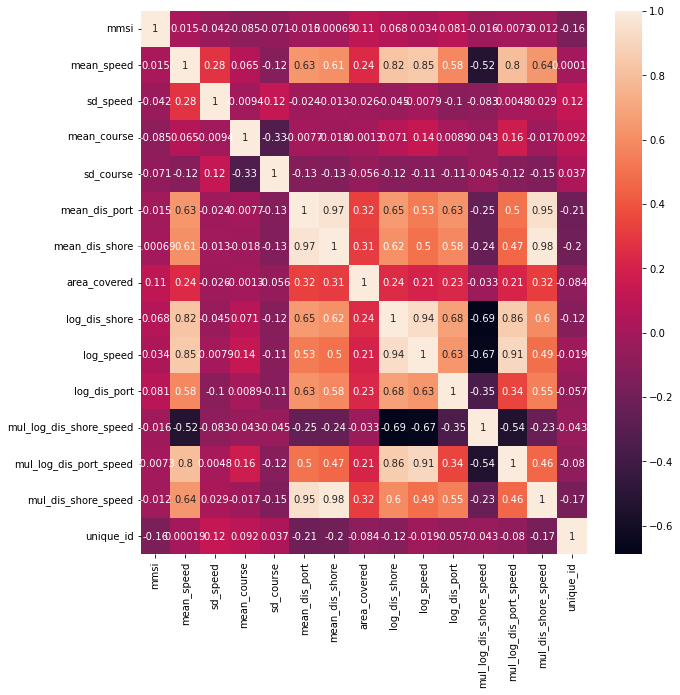 mmsi 1 0.015 -0.042 -0.085 -0.071 -0.015 0.00069 0.11 0.068 0.034 0.081 -0.016 -0.0073 -0.012 -0.16
mean_speed 0.015 1 0.28 0.065 -0.12 0.63 0.61 0.24 0.82 0.85 0.58 -0.52 0.8 0.64 0.00019
sd_speed -0.042 0.28 1 0.0094 0.12 -0.024 -0.013 -0.026 -0.045 0.0079 -0.1 -0.083 0.0048 0.029 0.12
mean_course -0.085 0.065 0.0094 1 -0.33 0.0077 -0.018 0.0013 0.071 0.14 0.0089 -0.043 0.16 -0.017 0.092
sd_course -0.071 -0.12 0.12 -0.33 1 -0.13 -0.13 -0.056 -0.12 -0.11 -0.11 -0.045 -0.12 -0.15 0.037
mean_dis_port -0.015 0.63 -0.024 0.0077 -0.13 1 0.97 0.32 0.65 0.53 0.63 -0.25 0.5 0.95 -0.21
mean_dis_shore 0.00069 0.61 -0.013 -0.018 -0.13 0.97 1 0.31 0.62 0.5 0.58 -0.24 0.47 0.98 -0.2
area_covered 0.11 0.24 -0.026 0.0013 -0.056 0.32 0.31 1 0.24 0.21 0.23 -0.033 0.21 0.32 -0.084
log_dis_shore 0.068 0.82 -0.045 0.071 -0.12 0.65 0.62 0.24 1 0.94 0.68 -0.69 0.86 0.6 -0.12
log_speed 0.034 0.85 0.0079 0.14 -0.11 0.53 0.5 0.21 0.94 1 0.63 -0.67 0.91 0.49 -0.019
log_dis_port 0.081 0.58 -0.1 0.0089 -0.11 0.63 0.58 0.23 0.68 0.63 1 -0.35 0.34 0.55 -0.057
mul_log_dis_shore_speed -0.016 -0.52 -0.083 -0.043 -0.045 -0.25 -0.24 -0.033 -0.69 -0.67 -0.35 1 -0.54 -0.23 -0.043
mul_log_dis_port_speed -0.0073 0.8 0.0048 0.16 -0.12 0.5 0.47 0.21 0.86 0.91 0.34 -0.54 1 0.46 -0.08
mul_dis_shore_speed -0.012 0.64 0.029 -0.017 -0.15 0.95 0.98 0.32 0.6 0.49 0.55 -0.23 0.46 1 -0.17
unique_id -0.16 0.00019 0.12 0.092 0.037 -0.21 -0.2 -0.084 -0.12 -0.019 -0.057 -0.043 -0.08 -0.17 1
mmsi
mean_speed
sd_speed
mean_course
sd_course
mean_dis_port
mean_dis_shore
area_covered
log_dis_shore
log_speed
log_dis_port
mul_log_dis_shore_speed
mul_log_dis_port_speed
mul_dis_shore_speed
unique_id
1.0
0.8
0.6
0.4
0.2
0.0
−0.2
−0.4
−0.6